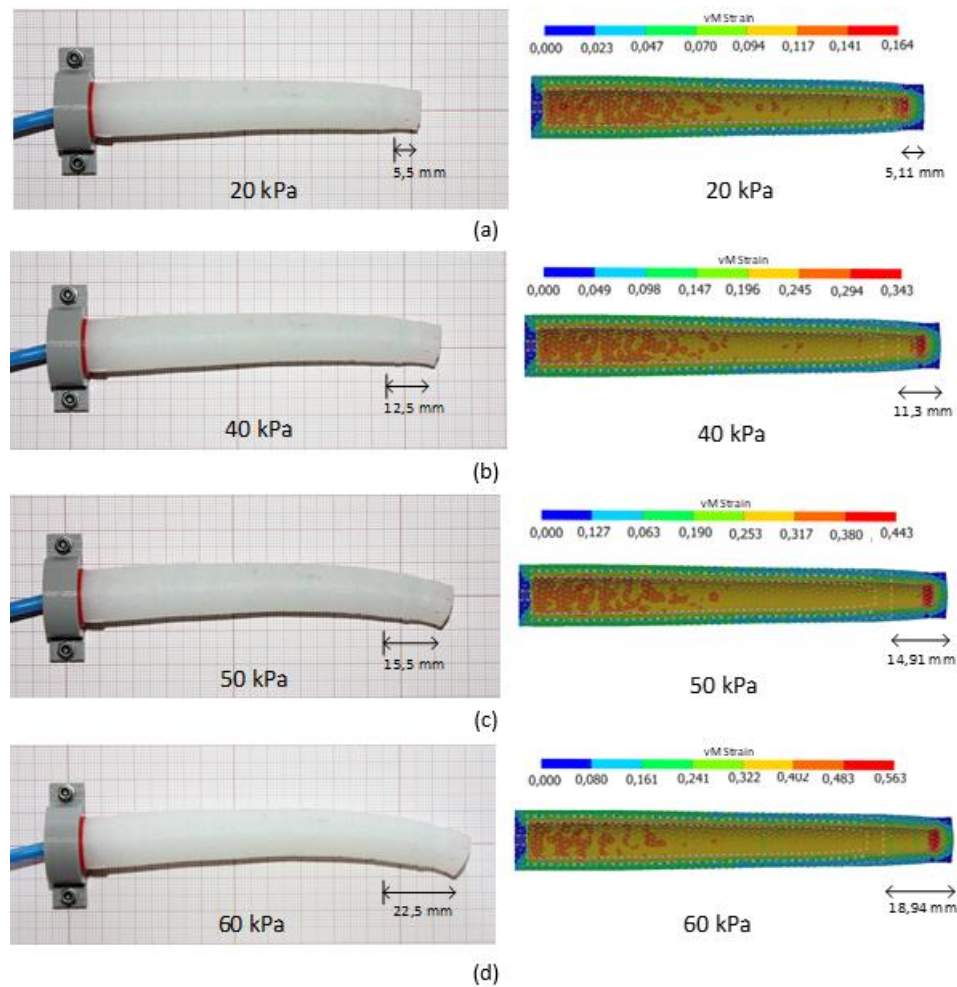 vM Strain
0,000 0,023 0,047 0,070 0,094 0,117 0,141 0,164
5,5 mm
5,11 mm
20 kPa
20 kPa
(a)
vM Strain
0,000 0,049 0,098 0,147 0,196 0,245 0,294 0,343
12,5 mm
11,3 mm
40 kPa
40 kPa
(b)
vM Strain
0,000 0,127 0,063 0,190 0,253 0,317 0,380 0,443
15,5 mm
14,91 mm
50 kPa
50 kPa
(c)
vM Strain
0,000 0,080 0,161 0,241 0,322 0,402 0,483 0,563
22,5 mm
18,94 mm
60 kPa
60 kPa
(d)